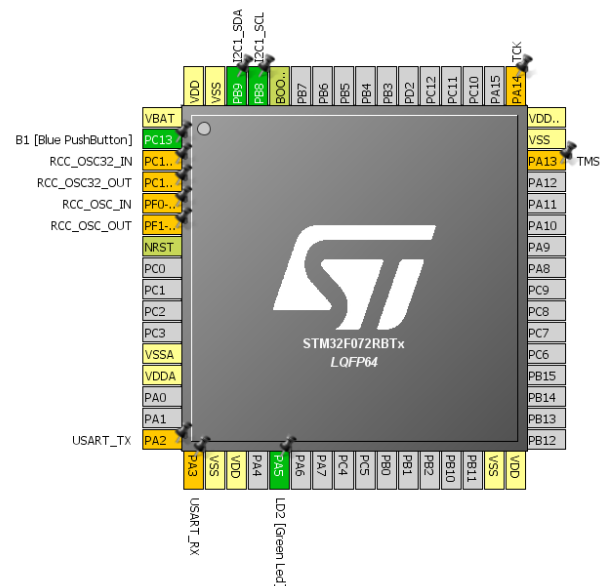 I2C1_SDA
I2C1_SCL
TCK
VDD
VSS
PB9
PB8
BOO..
PB7
PB6
PB5
PB4
PB3
PD2
PC12
PC11
PC10
PA15
PA14
VBAT
B1 [Blue PushButton] PC13
RCC_OSC32_IN PC1..
RCC_OSC32_OUT PC1..
RCC_OSC_IN PF0-..
RCC_OSC_OUT PF1-..
NRST
PC0
PC1
PC2
PC3
VSSA
VDDA
PA0
PA1
USART_TX PA2
ST
STM32F072RBTx
LQFP64
VDD..
VSS
PA13 TMS
PA12
PA11
PA10
PA9
PA8
PC9
PC8
PC7
PC6
PB15
PB14
PB13
PB12
PA3
VSS
VDD
PA4
PA5
PA6
PA7
PC4
PC5
PB0
PB1
PB2
PB10
PB11
VSS
VDD
USART_RX
LD2 [Green Led]